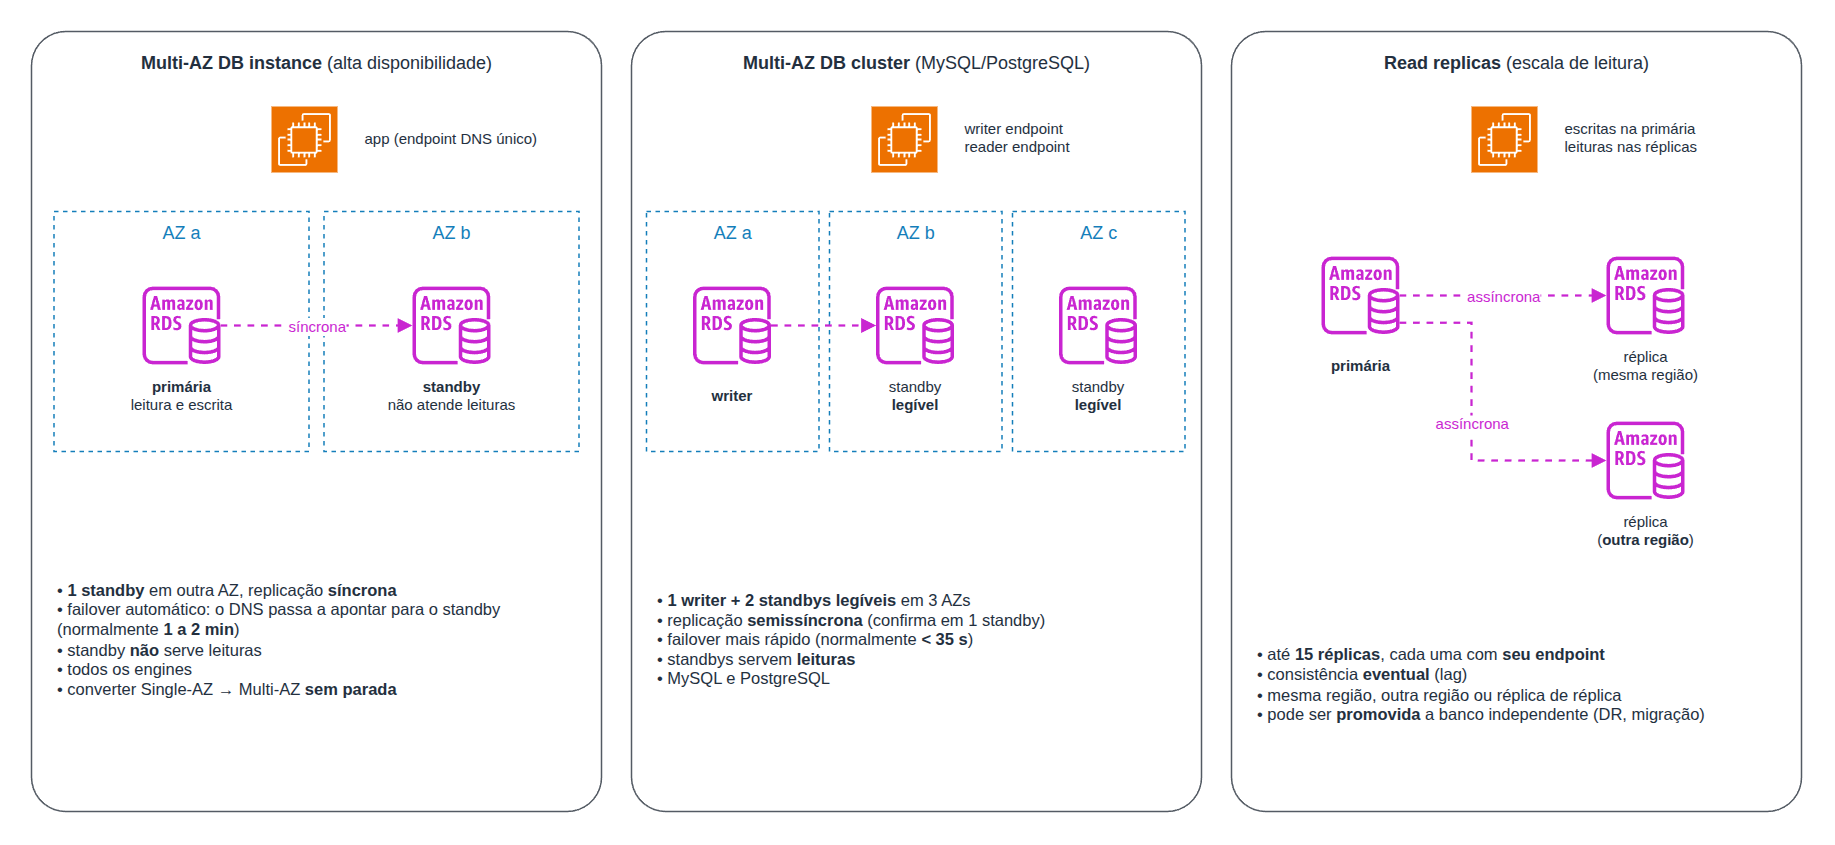 Multi-AZ DB instance (alta disponibilidade)
app (endpoint DNS único)
AZ a
AZ b
Amazon
RDS
síncrona
Amazon
RDS
primária
leitura e escrita
standby
não atende leituras
• 1 standby em outra AZ, replicação síncrona
• failover automático: o DNS passa a apontar para o standby
(normalmente 1 a 2 min)
• standby não serve leituras
• todos os engines
• converter Single-AZ → Multi-AZ sem parada
Multi-AZ DB cluster (MySQL/PostgreSQL)
writer endpoint
reader endpoint
AZ a
AZ b
AZ c
Amazon
RDS
Amazon
RDS
Amazon
RDS
writer
standby
legível
standby
legível
• 1 writer + 2 standbys legíveis em 3 AZs
• replicação semissíncrona (confirma em 1 standby)
• failover mais rápido (normalmente < 35 s)
• standbys servem leituras
• MySQL e PostgreSQL
Read replicas (escala de leitura)
escritas na primária
leituras nas réplicas
Amazon
RDS
assíncrona
Amazon
RDS
primária
réplica
(mesma região)
assíncrona
Amazon
RDS
réplica
(outra região)
• até 15 réplicas, cada uma com seu endpoint
• consistência eventual (lag)
• mesma região, outra região ou réplica de réplica
• pode ser promovida a banco independente (DR, migração)